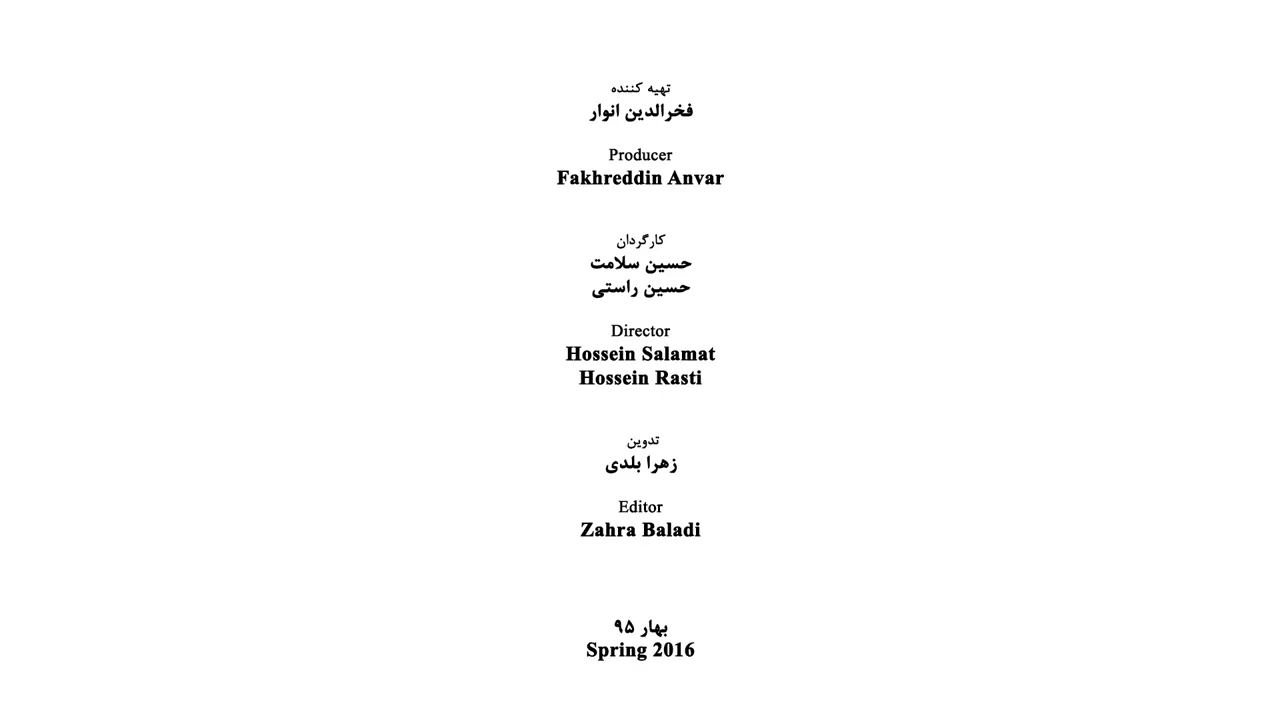 تهیه کننده
فخرالدین انوار
Producer
Fakhreddin Anvar
کارگردان
حسین سلامت
حسین راستی
Director
Hossein Salamat
Hossein Rasti
تدوین
زهرا بلدی
Editor
Zahra Baladi
بهار ۹۵
Spring 2016